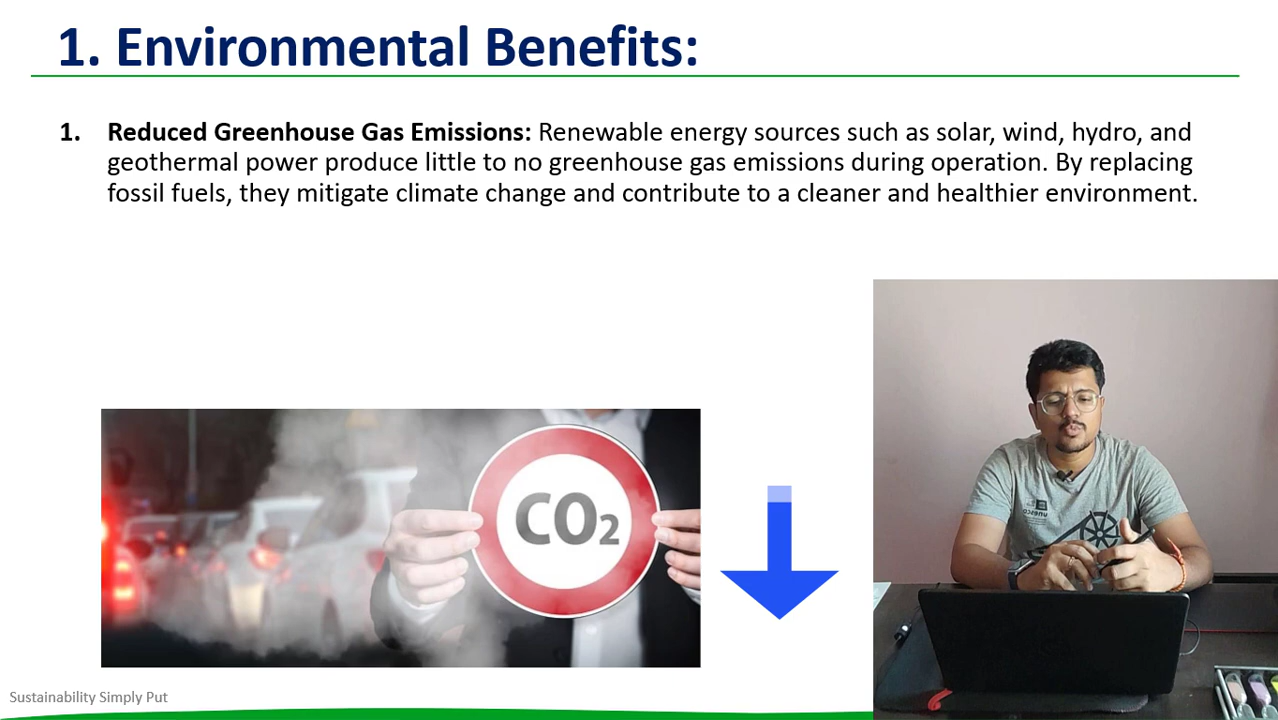 1. Environmental Benefits:
1. Reduced Greenhouse Gas Emissions: Renewable energy sources such as solar, wind, hydro, and
geothermal power produce little to no greenhouse gas emissions during operation. By replacing
fossil fuels, they mitigate climate change and contribute to a cleaner and healthier environment.
CO2
Sustainability Simply Put